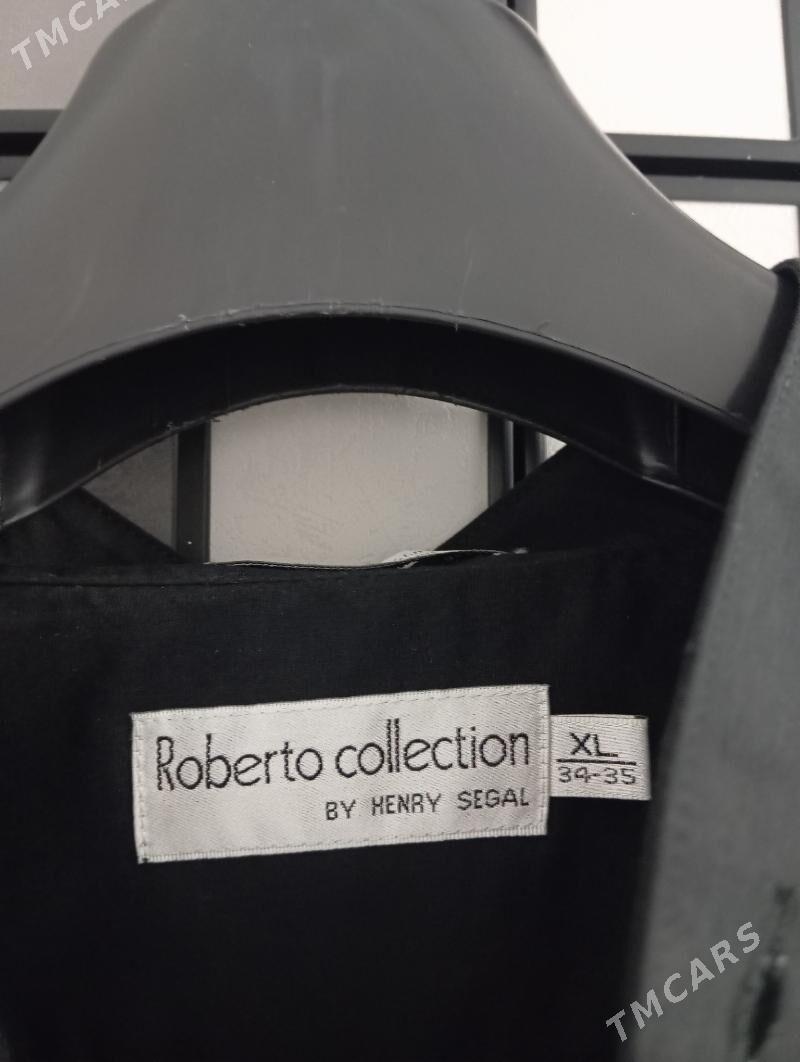 TMCARS
Roberto collection
BY HENRY SEGAL
XL
34-35
TMCARS